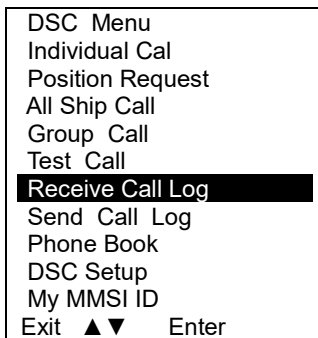 DSC Menu
Individual Cal
Position Request
All Ship Call
Group Call
Test Call
Receive Call Log
Send Call Log
Phone Book
DSC Setup
My MMSI ID
Exit ▲▼ Enter